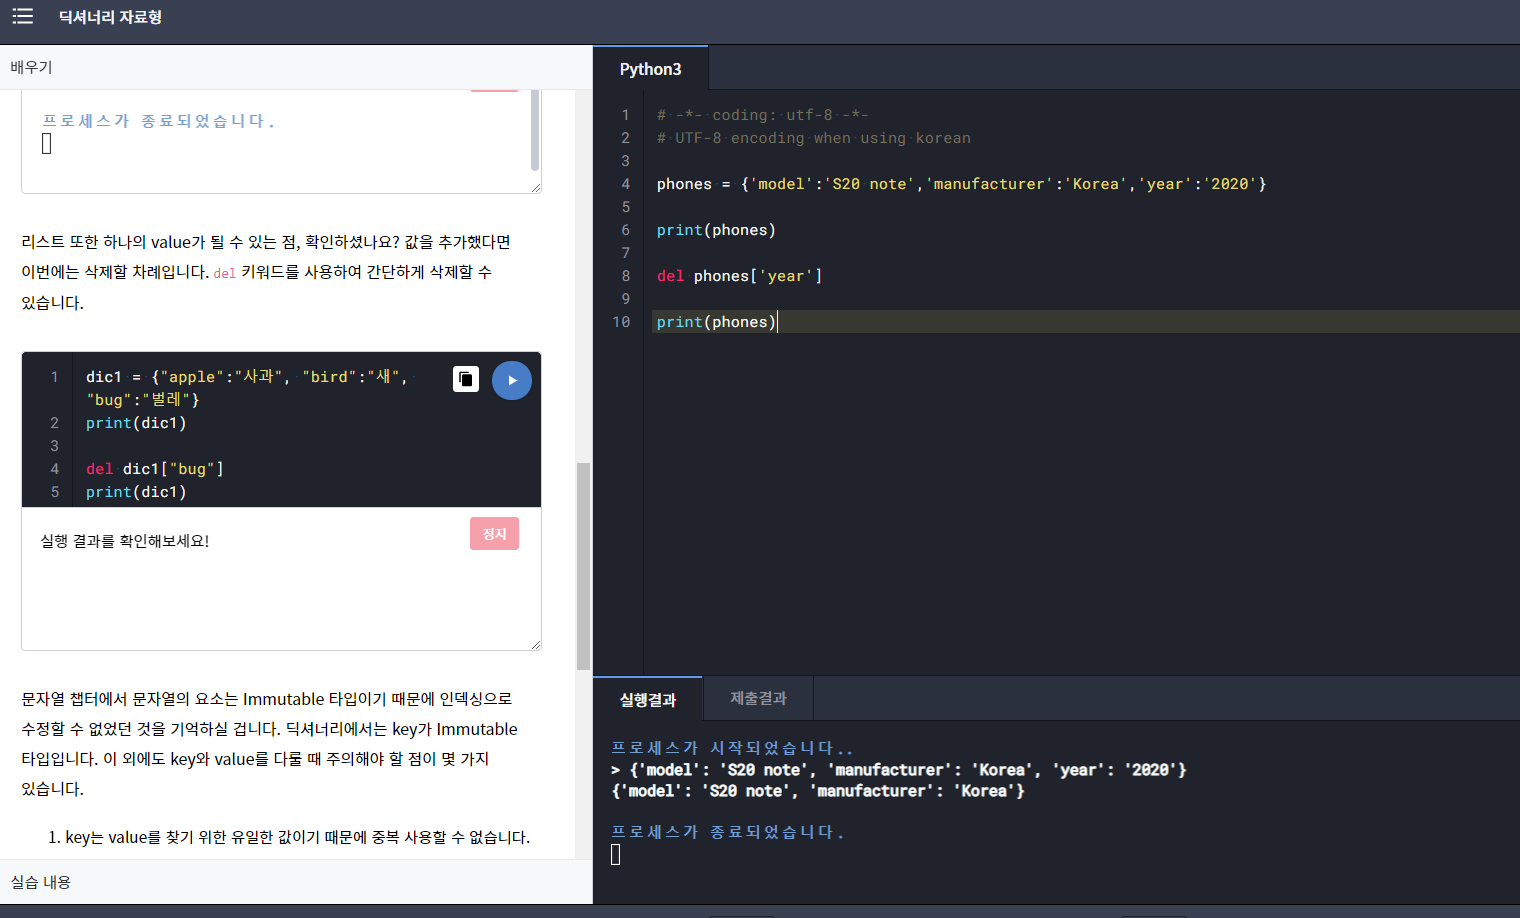 딕셔너리 자료형
배우기
프로세스가 종료되었습니다.
리스트 또한 하나의 value가 될 수 있는 점, 확인하셨나요? 값을 추가했다면
이번에는 삭제할 차례입니다. del 키워드를 사용하여 간단하게 삭제할 수
있습니다.
1 dic1 = {"apple":"사과", "bird":"새",
"bug":"벌레"}
2 print(dic1)
3
4 del dic1["bug"]
5 print(dic1)
실행 결과를 확인해보세요!
정지
문자열 챕터에서 문자열의 요소는 Immutable 타입이기 때문에 인덱싱으로
수정할 수 없었던 것을 기억하실 겁니다. 딕셔너리에서는 key가 Immutable
타입입니다. 이 외에도 key와 value를 다룰 때 주의해야 할 점이 몇 가지
있습니다.
1. key는 value를 찾기 위한 유일한 값이기 때문에 중복 사용할 수 없습니다.
실습 내용
Python3
1 # -*- coding: utf-8 -*-
2 # UTF-8 encoding when using korean
3
4 phones = {'model':'S20 note','manufacturer':'Korea','year':'2020'}
5
6 print(phones)
7
8 del phones['year']
9
10 print(phones)
실행결과
제출결과
프로세스가 시작되었습니다..
> {'model': 'S20 note', 'manufacturer': 'Korea', 'year': '2020'}
{'model': 'S20 note', 'manufacturer': 'Korea'}
프로세스가 종료되었습니다.